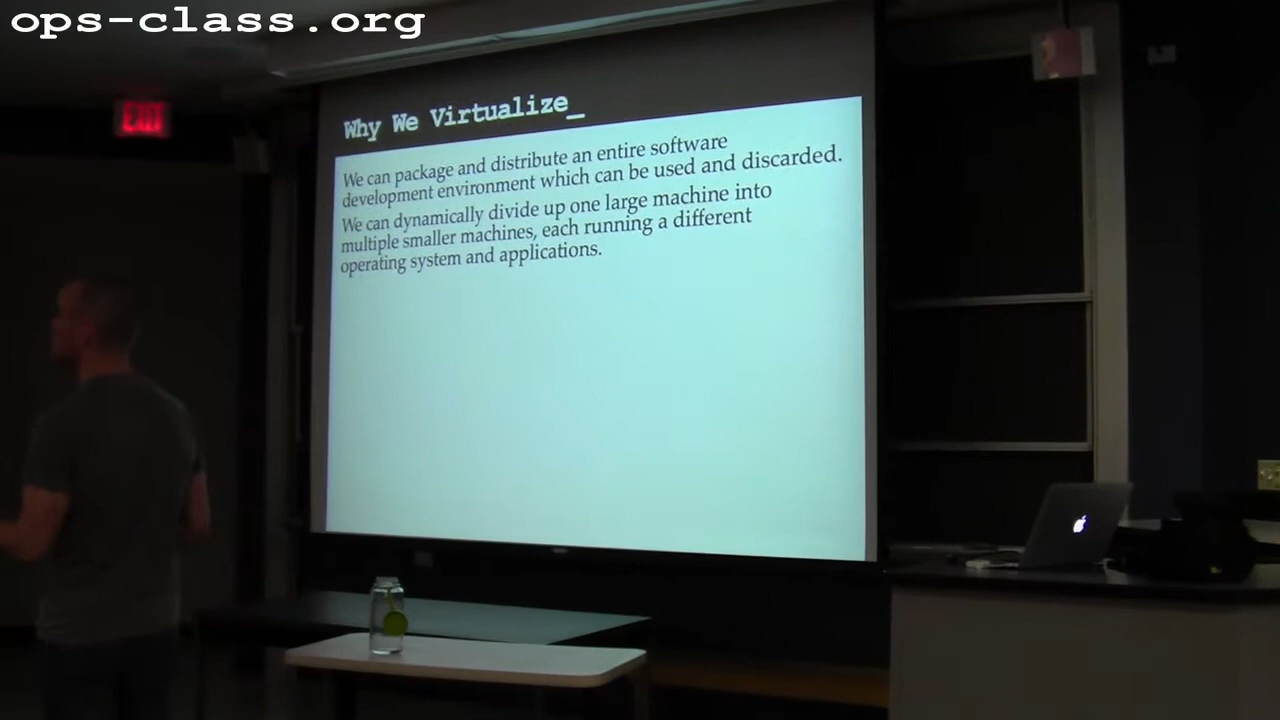 ops-class.org
EXIT
Why We Virtualize_
We can package and distribute an entire software
development environment which can be used and discarded.
We can dynamically divide up one large machine into
multiple smaller machines, each running a different
operating system and applications.